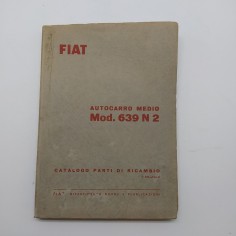 FIAT
AUTOCARRO MEDIO
Mod. 639 N 2
CATALOGO PARTI DI RICAMBIO